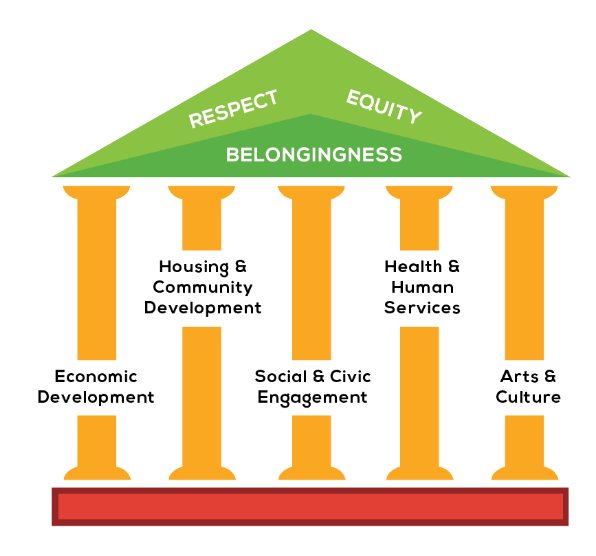 RESPECT
EQUITY
BELONGINGNESS
Housing &
Community
Development
Health &
Human
Services
Economic
Development
Social & Civic
Engagement
Arts &
Culture